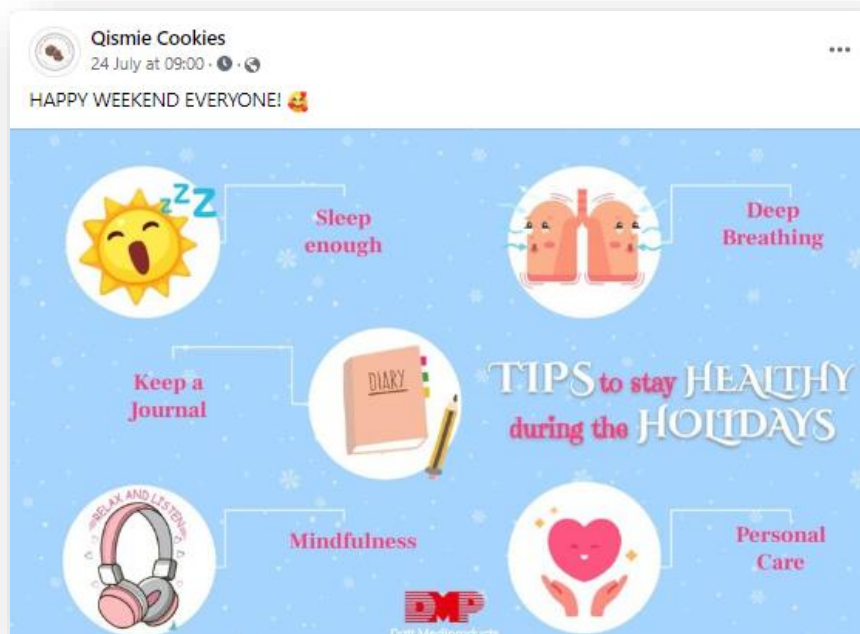 Qismie Cookies
24 July at 09:00
HAPPY WEEKEND EVERYONE! 🥰
z Z Z
Sleep
enough
Deep
Breathing
Keep a
Journal
DIARY
TIPS to stay HEALTHY
during the HOLIDAYS
RELAX AND LISTEN
Mindfulness
Personal
Care
DMP